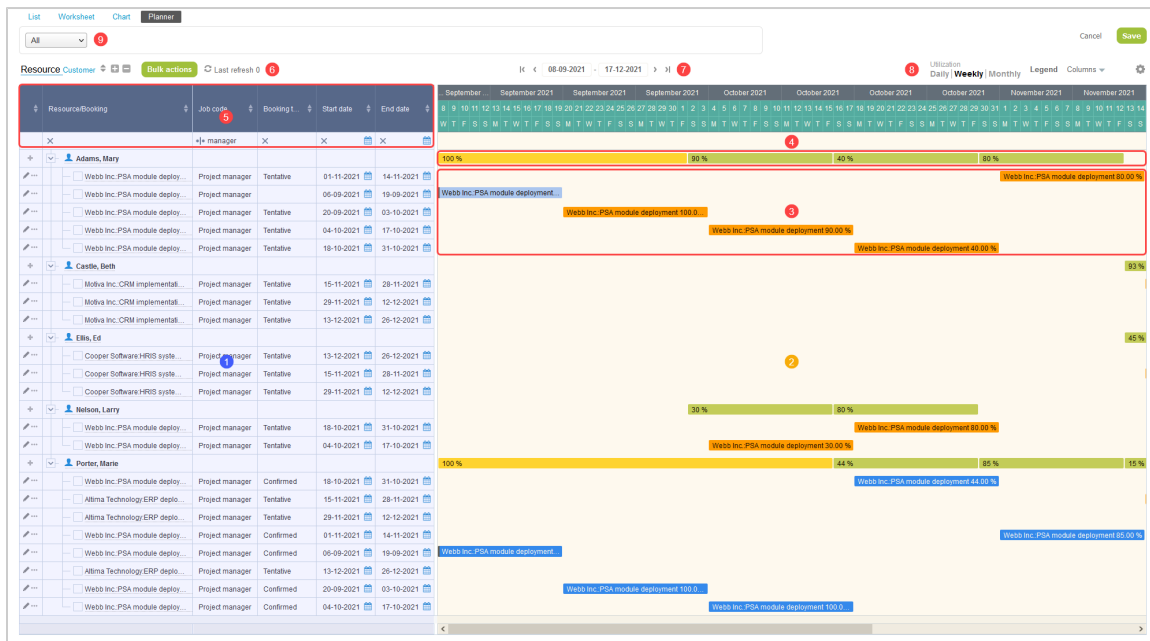 List Worksheet Chart Planner
All 9 Cancel Save
Resource Customer Bulk actions Last refresh 0 6 08-09-2021 - 17-12-2021 7 8 Utilization Daily | Weekly | Monthly Legend Columns
Resource/Booking Job code 5 Booking t... Start date End date
... September ... September 2021 September 2021 September 2021 October 2021 October 2021 October 2021 October 2021 November 2021 November 2021
8 9 10 11 12 13 14 15 16 17 18 19 20 21 22 23 24 25 26 27 28 29 30 1 2 3 4 5 6 7 8 9 10 11 12 13 14 15 16 17 18 19 20 21 22 23 24 25 26 27 28 29 30 31 1 2 3 4 5 6 7 8 9 10 11 12 13 14
W T F S S M T W T F S S M T W T F S S M T W T F S S M T W T F S S M T W T F S S M T W T F S S M T W T F S S M T W T F S S M T W T F S S
manager 4
Adams, Mary 100 % 90 % 40 % 80 %
Webb Inc.:PSA module deploy... Project manager Tentative 01-11-2021 14-11-2021 Webb Inc.:PSA module deployment 80.00 %
Webb Inc.:PSA module deploy... Project manager 06-09-2021 19-09-2021 Webb Inc.:PSA module deployment...
Webb Inc.:PSA module deploy... Project manager Tentative 20-09-2021 03-10-2021 Webb Inc.:PSA module deployment 100.0... 3
Webb Inc.:PSA module deploy... Project manager Tentative 04-10-2021 17-10-2021 Webb Inc.:PSA module deployment 90.00 %
Webb Inc.:PSA module deploy... Project manager Tentative 18-10-2021 31-10-2021 Webb Inc.:PSA module deployment 40.00 %
Castle, Beth 93 %
Motiva Inc.:CRM implementati... Project manager Tentative 15-11-2021 28-11-2021
Motiva Inc.:CRM implementati... Project manager Tentative 29-11-2021 12-12-2021
Motiva Inc.:CRM implementati... Project manager Tentative 13-12-2021 26-12-2021
Ellis, Ed 45 %
Cooper Software:HRIS syste... Project manager Tentative 13-12-2021 26-12-2021
1 2
Cooper Software:HRIS syste... Project manager Tentative 15-11-2021 28-11-2021
Cooper Software:HRIS syste... Project manager Tentative 29-11-2021 12-12-2021
Nelson, Larry 30 % 80 %
Webb Inc.:PSA module deploy... Project manager Tentative 18-10-2021 31-10-2021 Webb Inc.:PSA module deployment 80.00 %
Webb Inc.:PSA module deploy... Project manager Tentative 04-10-2021 17-10-2021 Webb Inc.:PSA module deployment 30.00 %
Porter, Marie 100 % 44 % 85 % 15 %
Webb Inc.:PSA module deploy... Project manager Confirmed 18-10-2021 31-10-2021 Webb Inc.:PSA module deployment 44.00 %
Altima Technology:ERP deplo... Project manager Tentative 15-11-2021 28-11-2021
Altima Technology:ERP deplo... Project manager Tentative 29-11-2021 12-12-2021
Webb Inc.:PSA module deploy... Project manager Confirmed 01-11-2021 14-11-2021 Webb Inc.:PSA module deployment 85.00 %
Webb Inc.:PSA module deploy... Project manager Confirmed 06-09-2021 19-09-2021 Webb Inc.:PSA module deployment...
Altima Technology:ERP deplo... Project manager Tentative 13-12-2021 26-12-2021
Webb Inc.:PSA module deploy... Project manager Confirmed 20-09-2021 03-10-2021 Webb Inc.:PSA module deployment 100.0...
Webb Inc.:PSA module deploy... Project manager Confirmed 04-10-2021 17-10-2021 Webb Inc.:PSA module deployment 100.0...